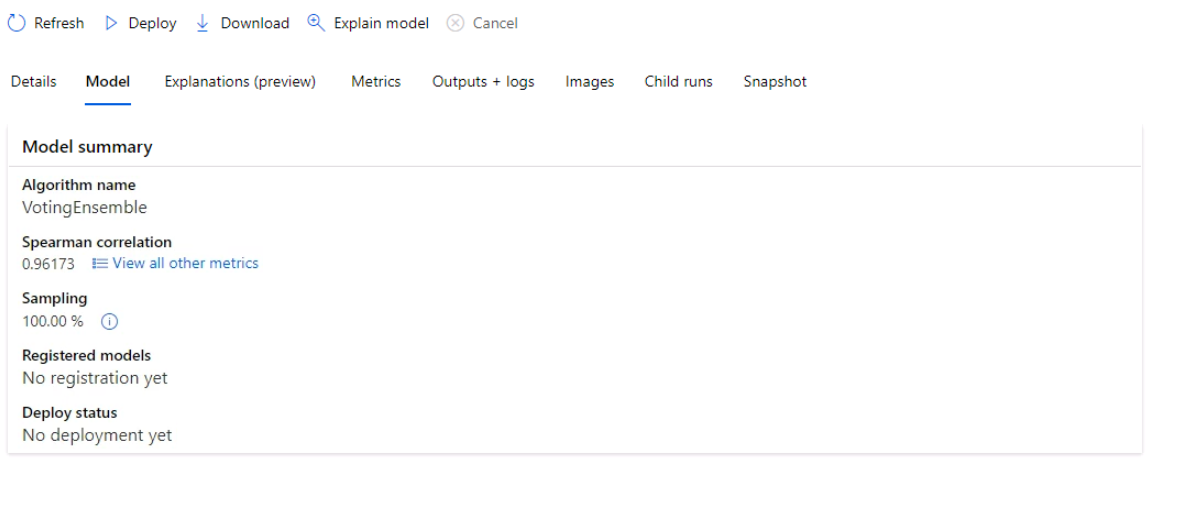 Refresh Deploy Download Explain model Cancel
Details Model Explanations (preview) Metrics Outputs + logs Images Child runs Snapshot
Model summary
Algorithm name
VotingEnsemble
Spearman correlation
0.96173 View all other metrics
Sampling
100.00 %
Registered models
No registration yet
Deploy status
No deployment yet